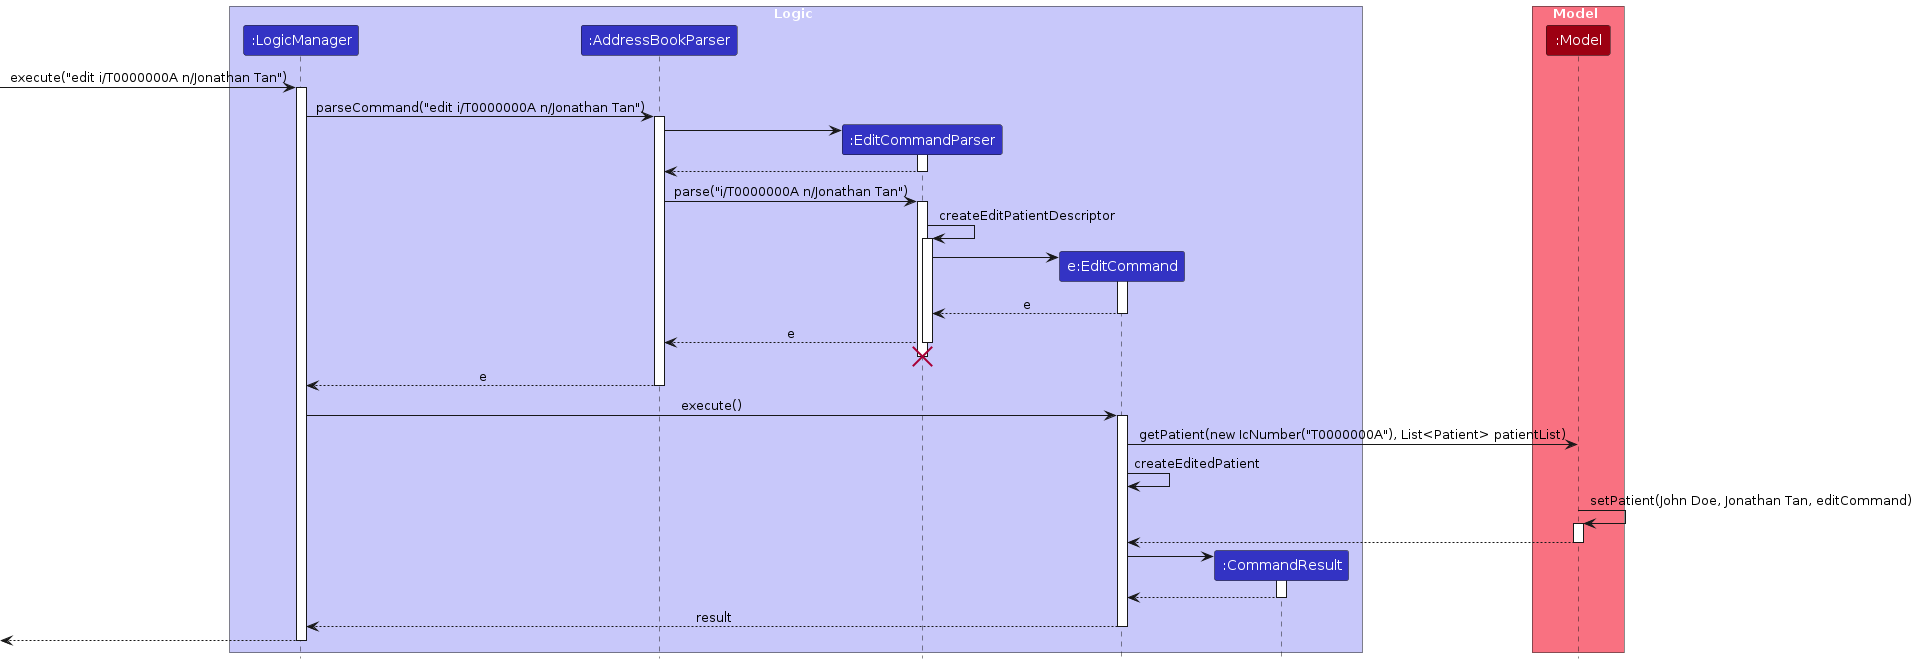 Logic
Model
:LogicManager
:AddressBookParser
:Model
execute("edit i/T0000000A n/Jonathan Tan")
parseCommand("edit i/T0000000A n/Jonathan Tan")
:EditCommandParser
parse("i/T0000000A n/Jonathan Tan")
createEditPatientDescriptor
e:EditCommand
e
e
e
execute()
getPatient(new IcNumber("T0000000A"), List<Patient> patientList)
createEditedPatient
setPatient(John Doe, Jonathan Tan, editCommand)
:CommandResult
result